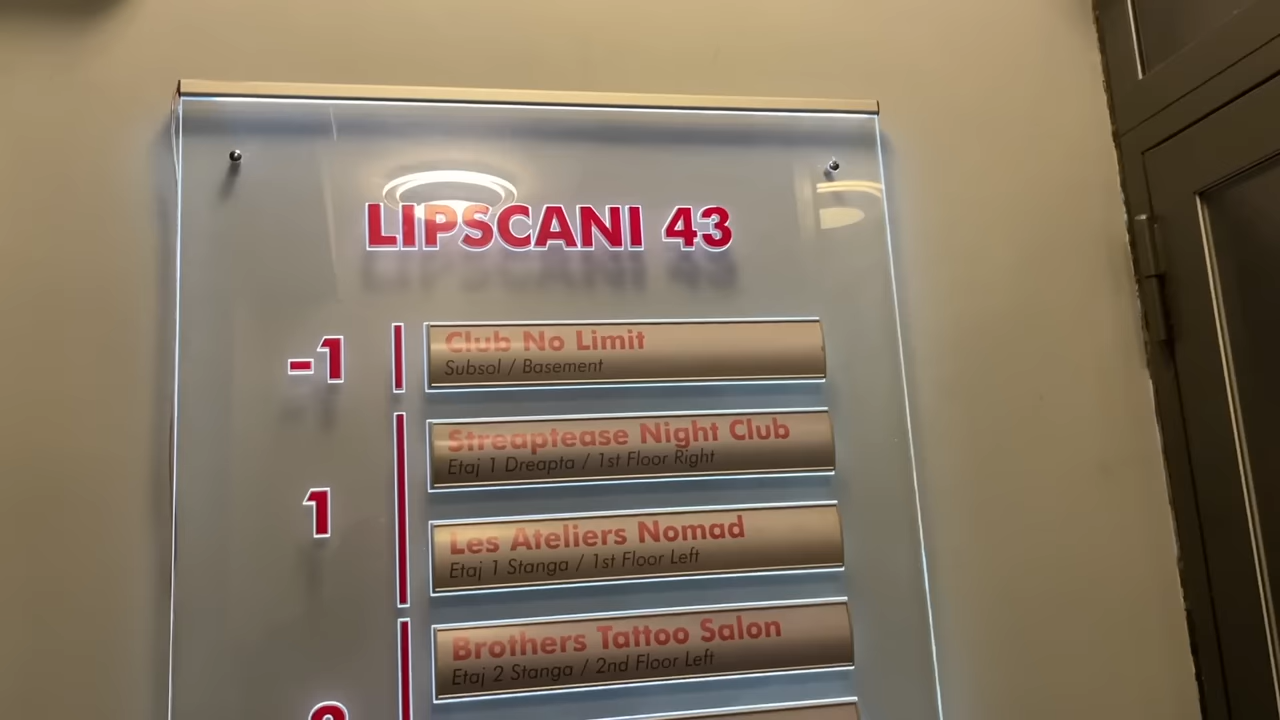 LIPSCANI 43
-1
Club No Limit
Subsol / Basement
Streaptease Night Club
Etaj 1 Dreapta / 1st Floor Right
1
Les Ateliers Nomad
Etaj 1 Stanga / 1st Floor Left
Brothers Tattoo Salon
Etaj 2 Stanga / 2nd Floor Left